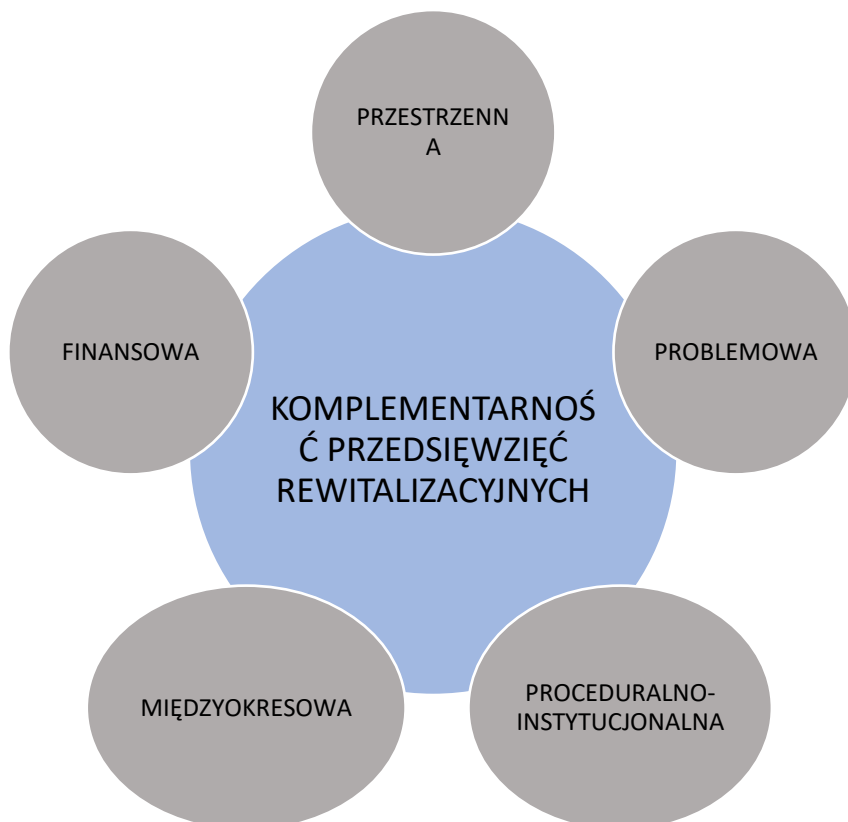 PRZESTRZENN
A
FINANSOWA
PROBLEMOWA
KOMPLEMENTARNOŚ
Ć PRZEDSIĘWZIĘĆ
REWITALIZACYJNYCH
MIĘDZYOKRESOWA
PROCEDURALNO-
INSTYTUCJONALNA